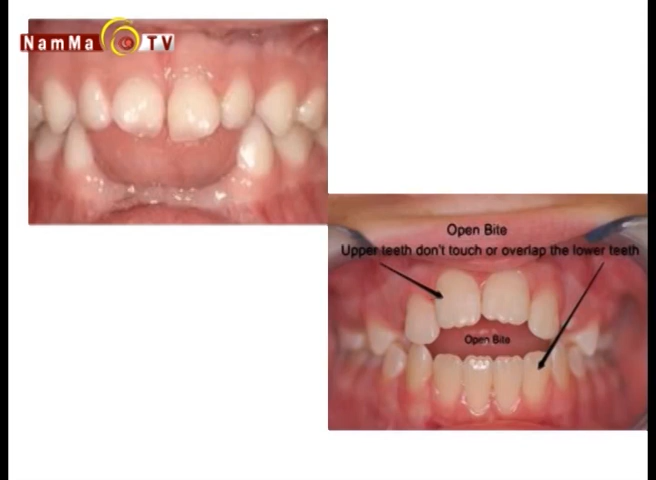 NamMa TV
Open Bite
Upper teeth don't touch or overlap the lower teeth
Open Bite